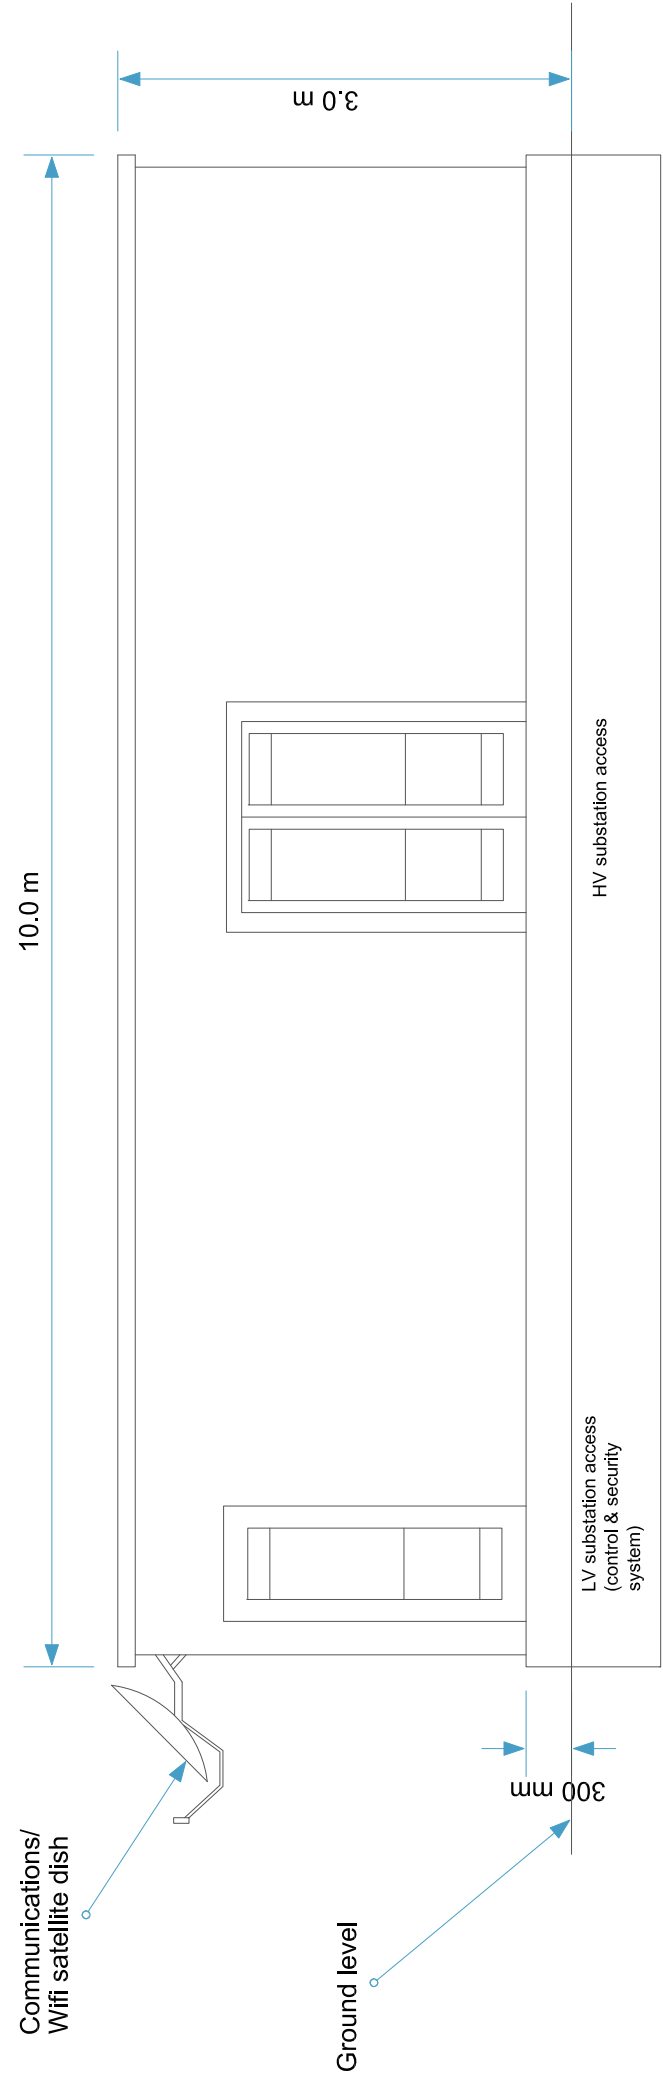 10.0 m
3.0 m
Communications/
Wifi satellite dish
Ground level
300 mm
LV substation access
(control & security
system)
HV substation access